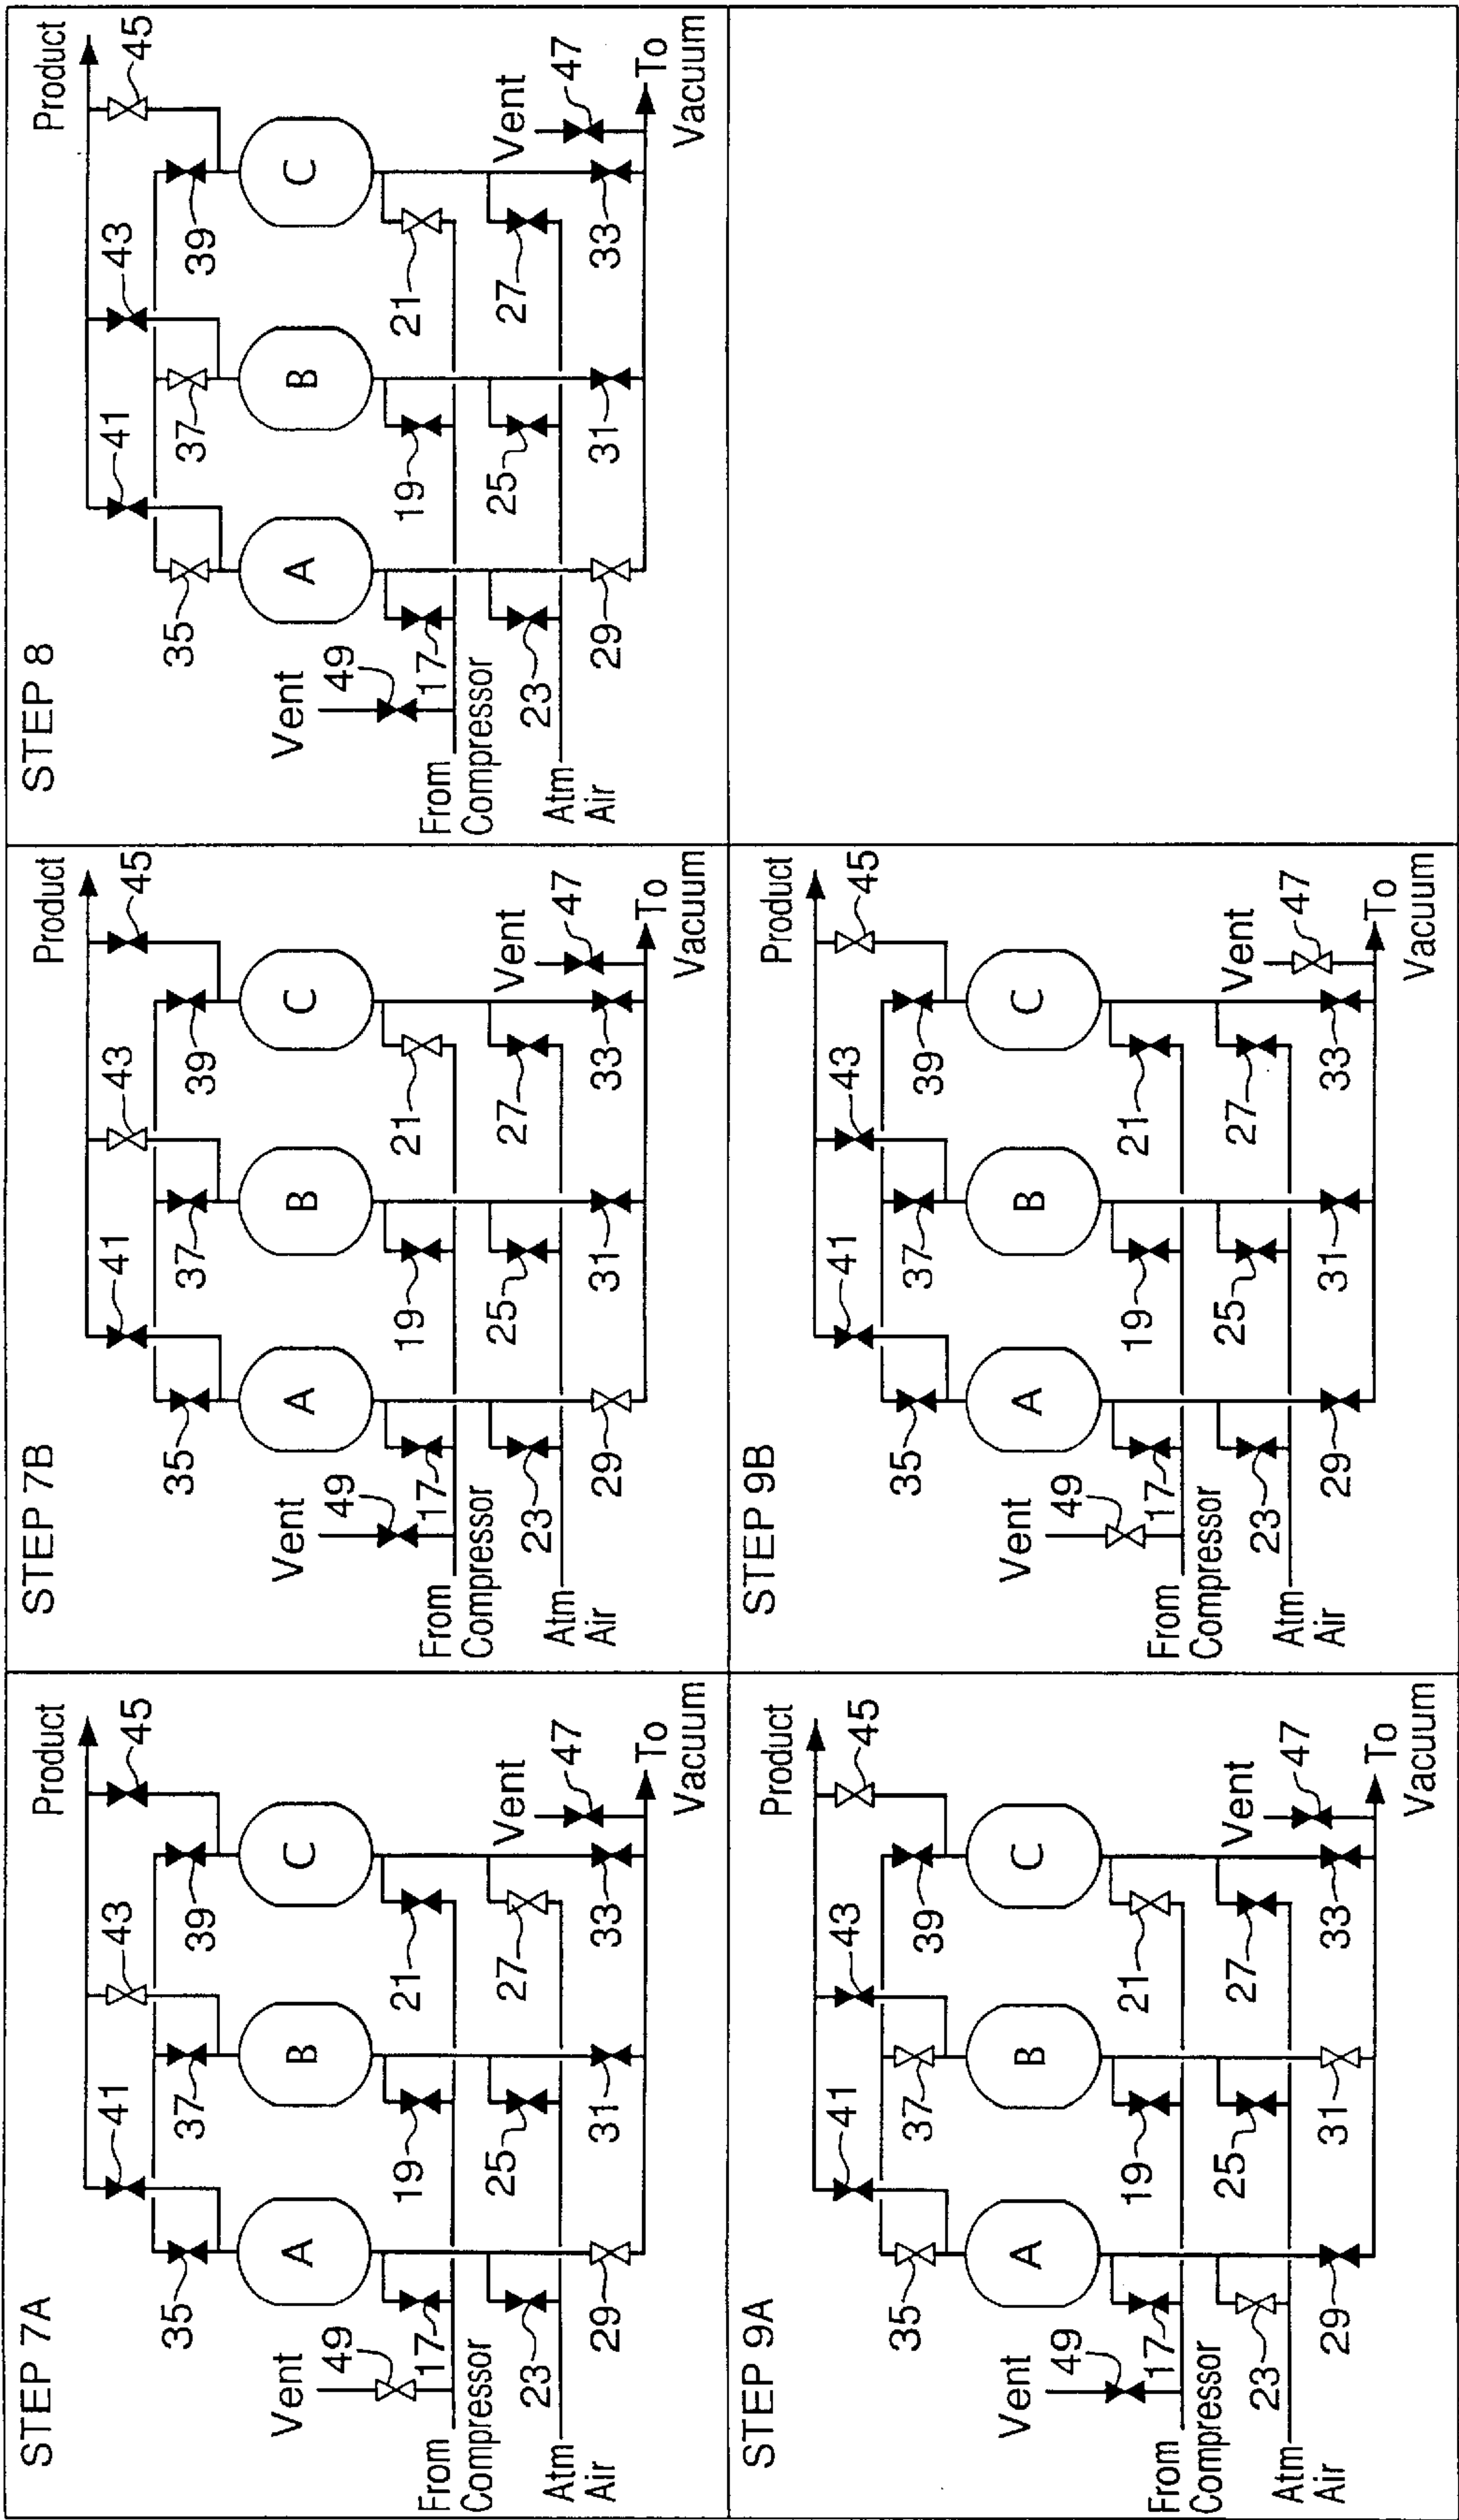 STEP 7A
Product
45
43
41
35
37
39
A
B
C
Vent
49
17
19
21
Vent
47
From
Compressor
23
25
27
Atm
Air
29
31
33
To
Vacuum
STEP 7B
Product
45
43
41
35
37
39
A
B
C
Vent
49
17
19
21
Vent
47
From
Compressor
23
25
27
Atm
Air
29
31
33
To
Vacuum
STEP 8
Product
45
43
41
35
37
39
A
B
C
Vent
49
17
19
21
Vent
47
From
Compressor
23
25
27
Atm
Air
29
31
33
To
Vacuum
STEP 9A
Product
45
43
41
35
37
39
A
B
C
Vent
49
17
19
21
Vent
47
From
Compressor
23
25
27
Atm
Air
29
31
33
To
Vacuum
STEP 9B
Product
45
43
41
35
37
39
A
B
C
Vent
49
17
19
21
Vent
47
From
Compressor
23
25
27
Atm
Air
29
31
33
To
Vacuum